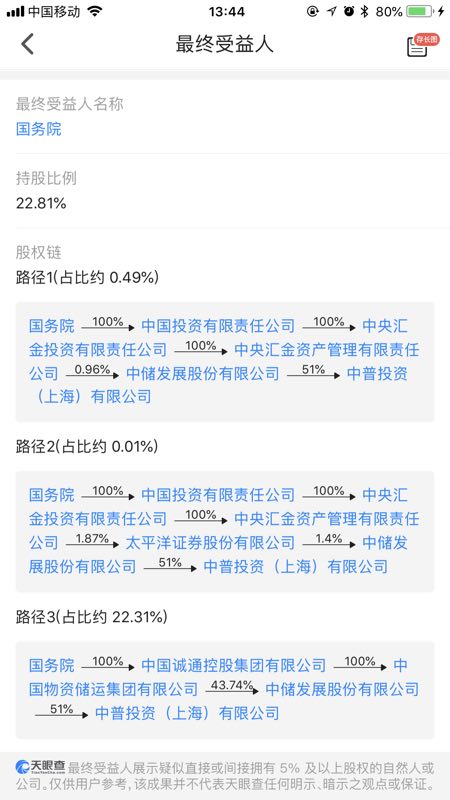 中国移动 13:44 80%
最终受益人 存长图
最终受益人名称
国务院
持股比例
22.81%
股权链
路径1(占比约 0.49%)
国务院 100% 中国投资有限责任公司 100% 中央汇
金投资有限责任公司 100% 中央汇金资产管理有限责任
公司 0.96% 中储发展股份有限公司 51% 中普投资
（上海）有限公司
路径2(占比约 0.01%)
国务院 100% 中国投资有限责任公司 100% 中央汇
金投资有限责任公司 100% 中央汇金资产管理有限责任
公司 1.87% 太平洋证券股份有限公司 1.4% 中储发
展股份有限公司 51% 中普投资（上海）有限公司
路径3(占比约 22.31%)
国务院 100% 中国诚通控股集团有限公司 100% 中
国物资储运集团有限公司 43.74% 中储发展股份有限公司
51% 中普投资（上海）有限公司
天眼查 TianYanCha.com 最终受益人展示疑似直接或间接拥有 5% 及以上股权的自然人或
公司。仅供用户参考，该成果并不代表天眼查任何明示、暗示之观点或保证。